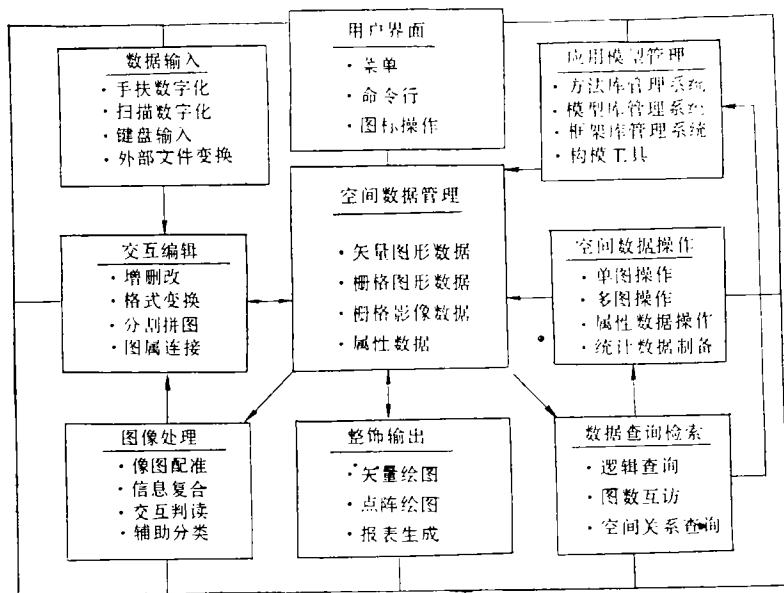 数据输入
· 手扶数字化
· 扫描数字化
· 键盘输入
· 外部文件变换
用户界面
· 菜单
· 命令行
· 图标操作
应用模型管理
· 方法库管理系统
· 模型库管理系统
· 框架库管理系统
· 构模工具
交互编辑
· 增删改
· 格式变换
· 分割拼图
· 图属连接
空间数据管理
· 矢量图形数据
· 栅格图形数据
· 栅格影像数据
· 属性数据
空间数据操作
· 单图操作
· 多图操作
· 属性数据操作
· 统计数据制备
图像处理
· 像图配准
· 信息复合
· 交互判读
· 辅助分类
整饰输出
· 矢量绘图
· 点阵绘图
· 报表生成
数据查询检索
· 逻辑查询
· 图数互访
· 空间关系查询